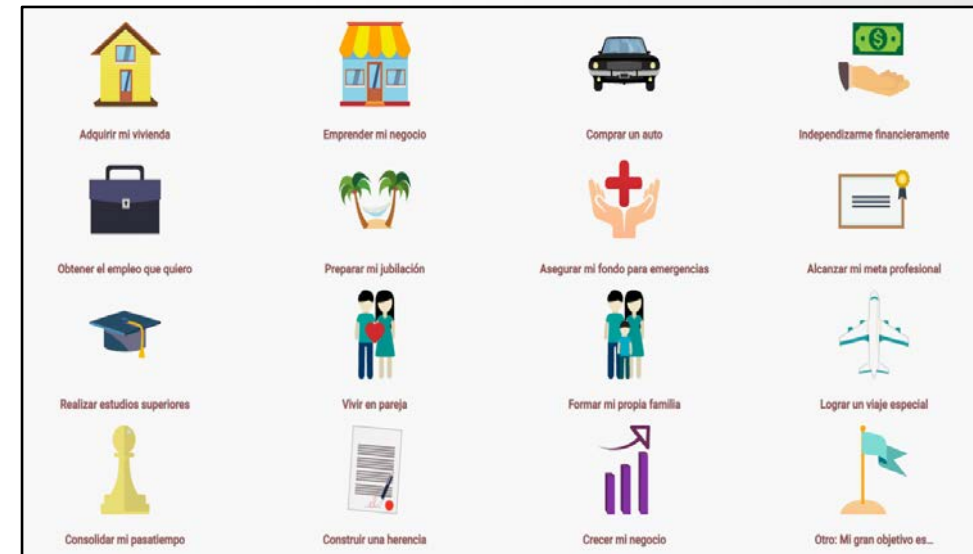 Adquirir mi vivienda
Emprender mi negocio
Comprar un auto
Independizarme financieramente
Obtener el empleo que quiero
Preparar mi jubilación
Asegurar mi fondo para emergencias
Alcanzar mi meta profesional
Realizar estudios superiores
Vivir en pareja
Formar mi propia familia
Lograr un viaje especial
Consolidar mi pasatiempo
Construir una herencia
Crecer mi negocio
Otro: Mi gran objetivo es...